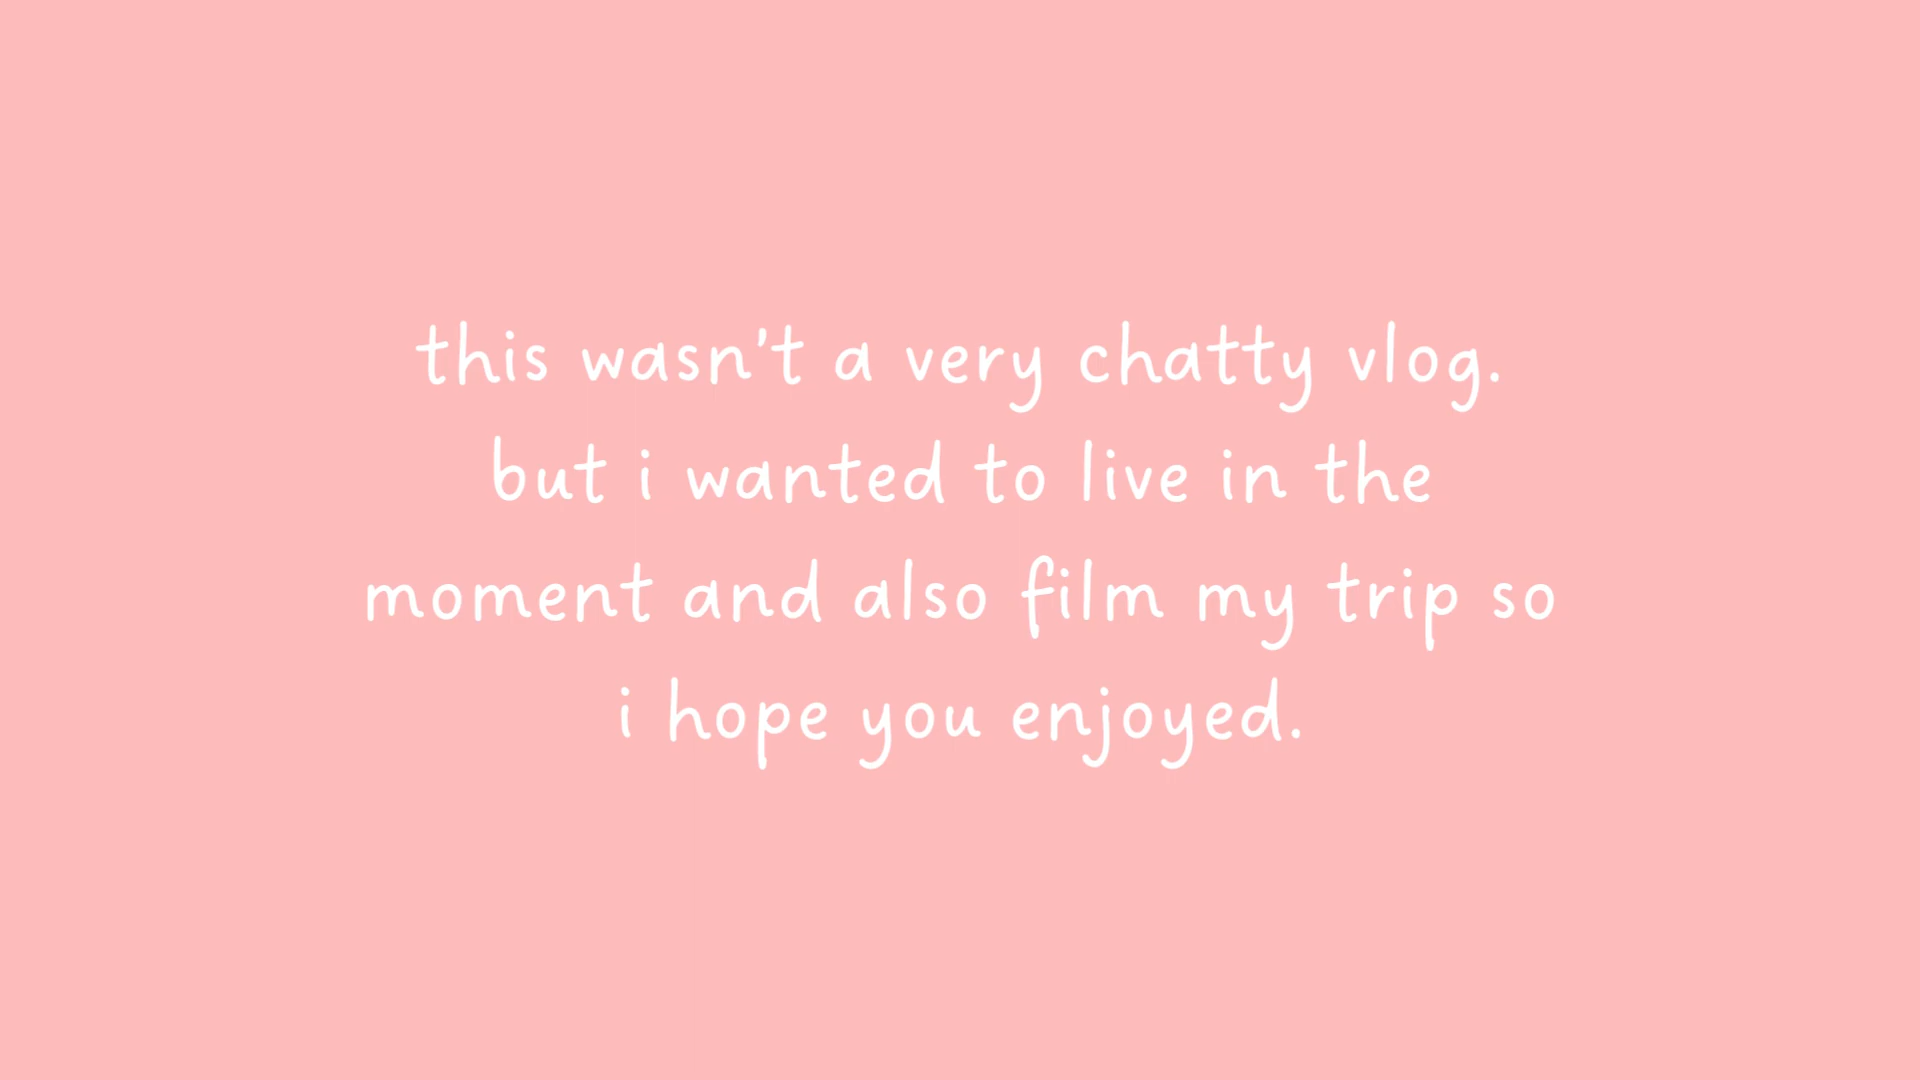 this wasn't a very chatty vlog.
but i wanted to live in the
moment and also film my trip so
i hope you enjoyed.